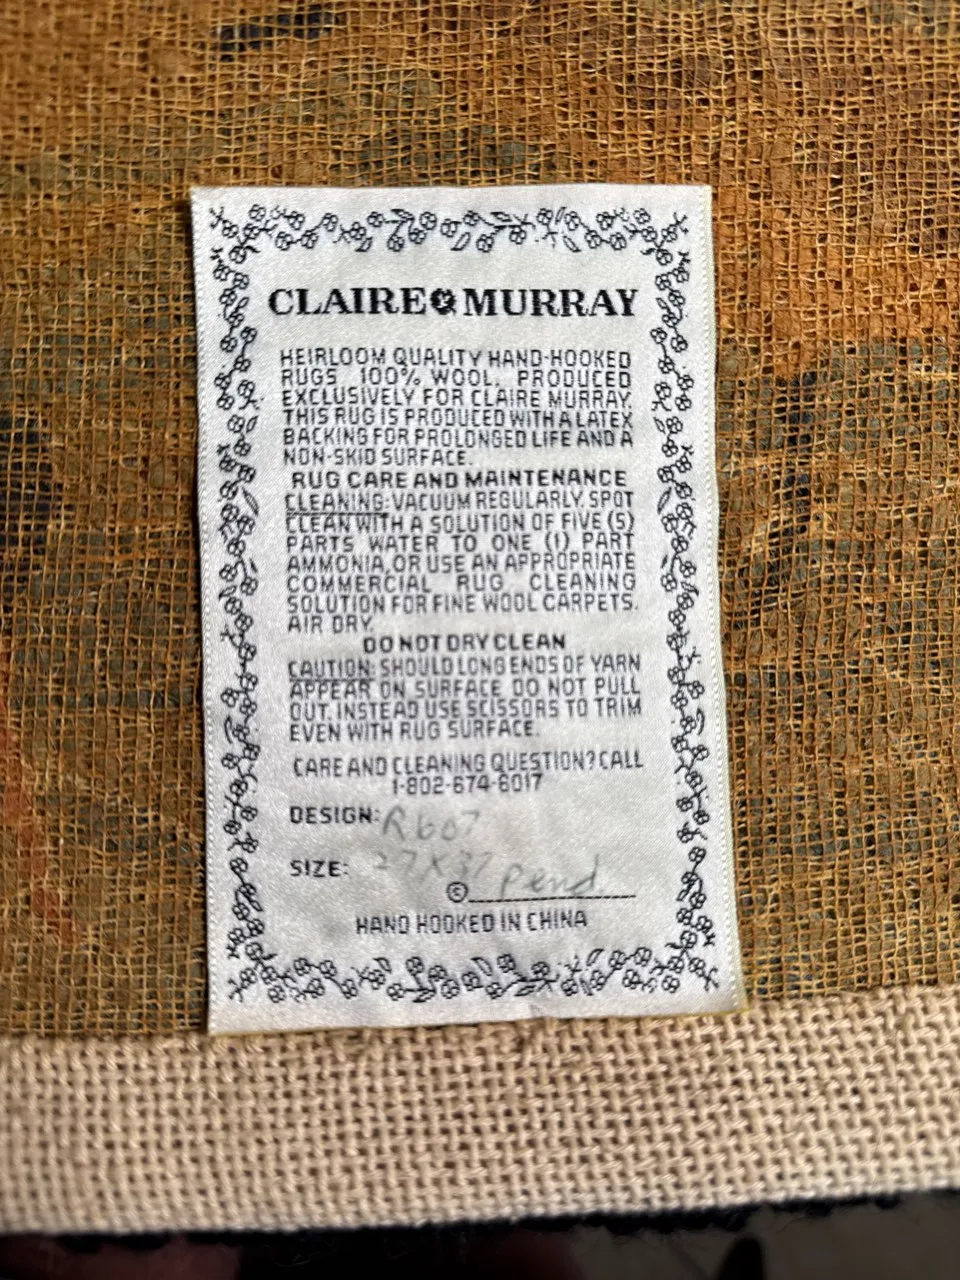 CLAIRE MURRAY
HEIRLOOM QUALITY HAND-HOOKED
RUGS 100% WOOL. PRODUCED
EXCLUSIVELY FOR CLAIRE MURRAY.
THIS RUG IS PRODUCED WITH A LATEX
BACKING FOR PROLONGED LIFE AND A
NON-SKID SURFACE.
RUG CARE AND MAINTENANCE
CLEANING: VACUUM REGULARLY. SPOT
CLEAN WITH A SOLUTION OF FIVE (5)
PARTS WATER TO ONE (1) PART
AMMONIA, OR USE AN APPROPRIATE
COMMERCIAL RUG CLEANING
SOLUTION FOR FINE WOOL CARPETS.
AIR DRY.
DO NOT DRY CLEAN
CAUTION: SHOULD LONG ENDS OF YARN
APPEAR ON SURFACE, DO NOT PULL
OUT. INSTEAD USE SCISSORS TO TRIM
EVEN WITH RUG SURFACE.
CARE AND CLEANING QUESTION? CALL
1-802-674-6017
DESIGN: R607
SIZE: 27 X 37 pend.
©
HAND HOOKED IN CHINA